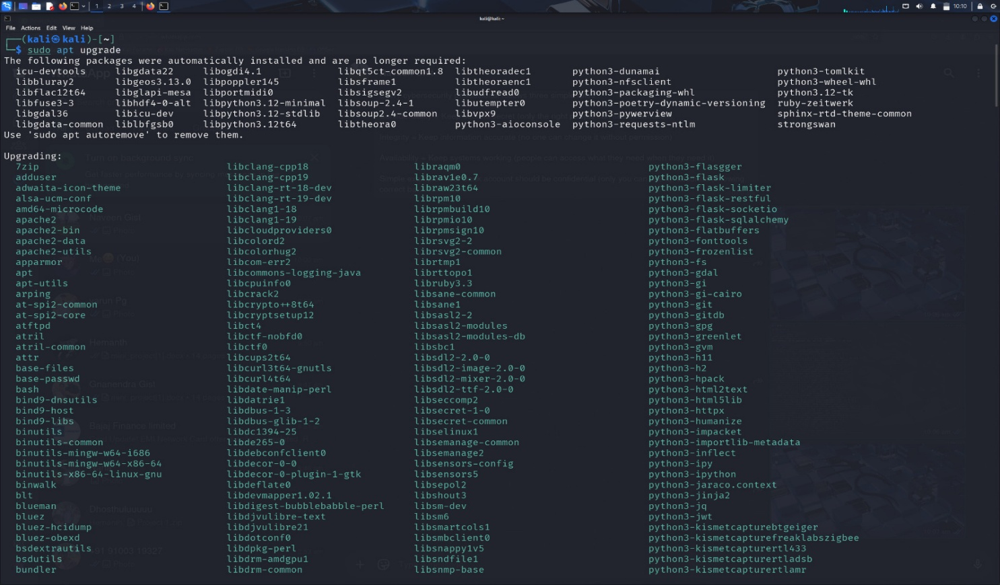 1 2 3 4
10:10
kali@kali: ~
File Actions Edit View Help
┌──(kali㉿kali)-[~]
└─$ sudo apt upgrade
The following packages were automatically installed and are no longer required:
icu-devtools libgdata22 libogdi4.1 libqt5ct-common1.8 libtheoradec1 python3-dunamai python3-tomlkit
libbluray2 libgeos3.13.0 libpoppler145 libsframe1 libtheoraenc1 python3-nfsclient python3-wheel-whl
libflac12t64 libglapi-mesa libportmidi0 libsigsegv2 libudfread0 python3-packaging-whl python3.12-tk
libfuse3-3 libhdf4-0-alt libpython3.12-minimal libsoup-2.4-1 libutempter0 python3-poetry-dynamic-versioning ruby-zeitwerk
libgdal36 libicu-dev libpython3.12-stdlib libsoup2.4-common libvpx9 python3-pywerview sphinx-rtd-theme-common
libgdata-common liblbfgsb0 libpython3.12t64 libtheora0 python3-aioconsole python3-requests-ntlm strongswan
Use 'sudo apt autoremove' to remove them.
Upgrading:
7zip libclang-cpp18 libraqm0 python3-flasgger
adduser libclang-cpp19 librav1e0.7 python3-flask
adwaita-icon-theme libclang-rt-18-dev libraw23t64 python3-flask-limiter
alsa-ucm-conf libclang-rt-19-dev librpm10 python3-flask-restful
amd64-microcode libclang1-18 librpmbuild10 python3-flask-socketio
apache2 libclang1-19 librpmio10 python3-flask-sqlalchemy
apache2-bin libcloudproviders0 librpmsign10 python3-flatbuffers
apache2-data libcolord2 librsvg2-2 python3-fonttools
apache2-utils libcolorhug2 librsvg2-common python3-frozenlist
apparmor libcom-err2 librtmp1 python3-fs
apt libcommons-logging-java librttopo1 python3-gdal
apt-utils libcpuinfo0 libruby3.3 python3-gi
arping libcrack2 libsane-common python3-gi-cairo
at-spi2-common libcrypto++8t64 libsane1 python3-git
at-spi2-core libcryptsetup12 libsasl2-2 python3-gitdb
atftpd libct4 libsasl2-modules python3-gpg
atril libctf-nobfd0 libsasl2-modules-db python3-greenlet
atril-common libctf0 libsbc1 python3-gvm
attr libcups2t64 libsdl2-2.0-0 python3-h11
base-files libcurl3t64-gnutls libsdl2-image-2.0-0 python3-h2
base-passwd libcurl4t64 libsdl2-mixer-2.0-0 python3-hpack
bash libdate-manip-perl libsdl2-ttf-2.0-0 python3-html2text
bind9-dnsutils libdatrie1 libseccomp2 python3-html5lib
bind9-host libdbus-1-3 libsecret-1-0 python3-httpx
bind9-libs libdbus-glib-1-2 libsecret-common python3-humanize
binutils libdc1394-25 libselinux1 python3-impacket
binutils-common libde265-0 libsemanage-common python3-importlib-metadata
binutils-mingw-w64-i686 libdebconfclient0 libsemanage2 python3-inflect
binutils-mingw-w64-x86-64 libdecor-0-0 libsensors-config python3-ipy
binutils-x86-64-linux-gnu libdecor-0-plugin-1-gtk libsensors5 python3-ipython
binwalk libdeflate0 libsepol2 python3-jaraco.context
blt libdevmapper1.02.1 libshout3 python3-jinja2
blueman libdigest-bubblebabble-perl libsm-dev python3-jq
bluez libdjvulibre-text libsm6 python3-jwt
bluez-hcidump libdjvulibre21 libsmartcols1 python3-kismetcapturebtgeiger
bluez-obexd libdotconf0 libsmbclient0 python3-kismetcapturefreaklabszigbee
bsdextrautils libdpkg-perl libsnappy1v5 python3-kismetcapturertl433
bsdutils libdrm-amdgpu1 libsndfile1 python3-kismetcapturertladsb
bundler libdrm-common libsnmp-base python3-kismetcapturertlamr